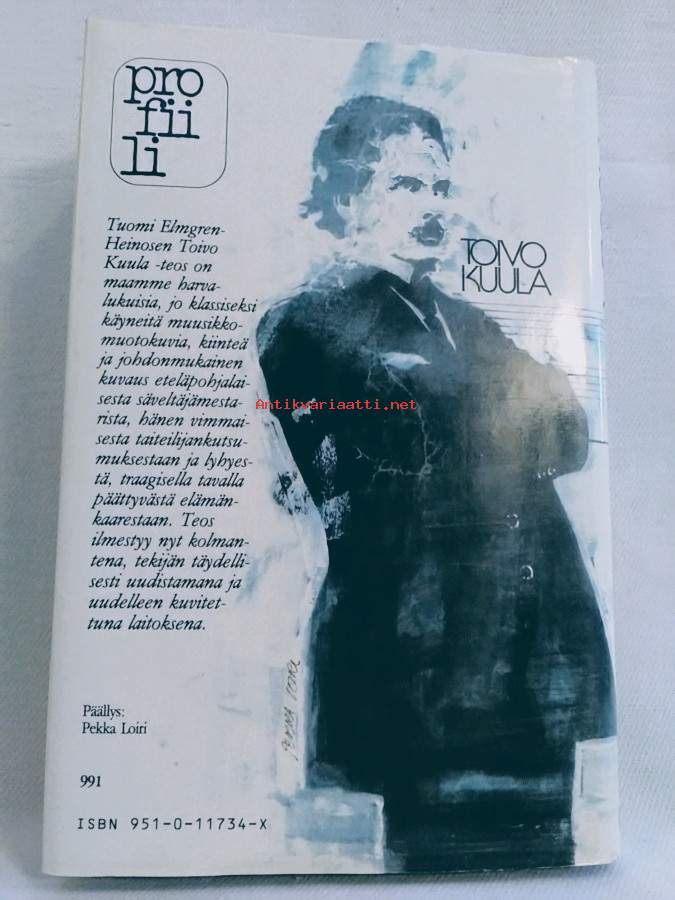 pro
fii
li
Tuomi Elmgren-
Heinosen Toivo
Kuula -teos on
maamme harva-
lukuisia, jo klassiseksi
käyneitä muusikko-
muotokuvia, kiinteä
ja johdonmukainen
kuvaus eteläpohjalai-
sesta säveltäjämesta-
rista, hänen vimmai-
sesta taiteilijankutsu-
muksestaan ja lyhyes-
tä, traagisella tavalla
päättyvästä elämän-
kaarestaan. Teos
ilmestyy nyt kolman-
tena, tekijän täydelli-
sesti uudistamana ja
uudelleen kuvitet-
tuna laitoksena.
TOIVO
KUULA
Antikvariaatti.net
Päällys:
Pekka Loiri
991
ISBN 951-0-11734-X